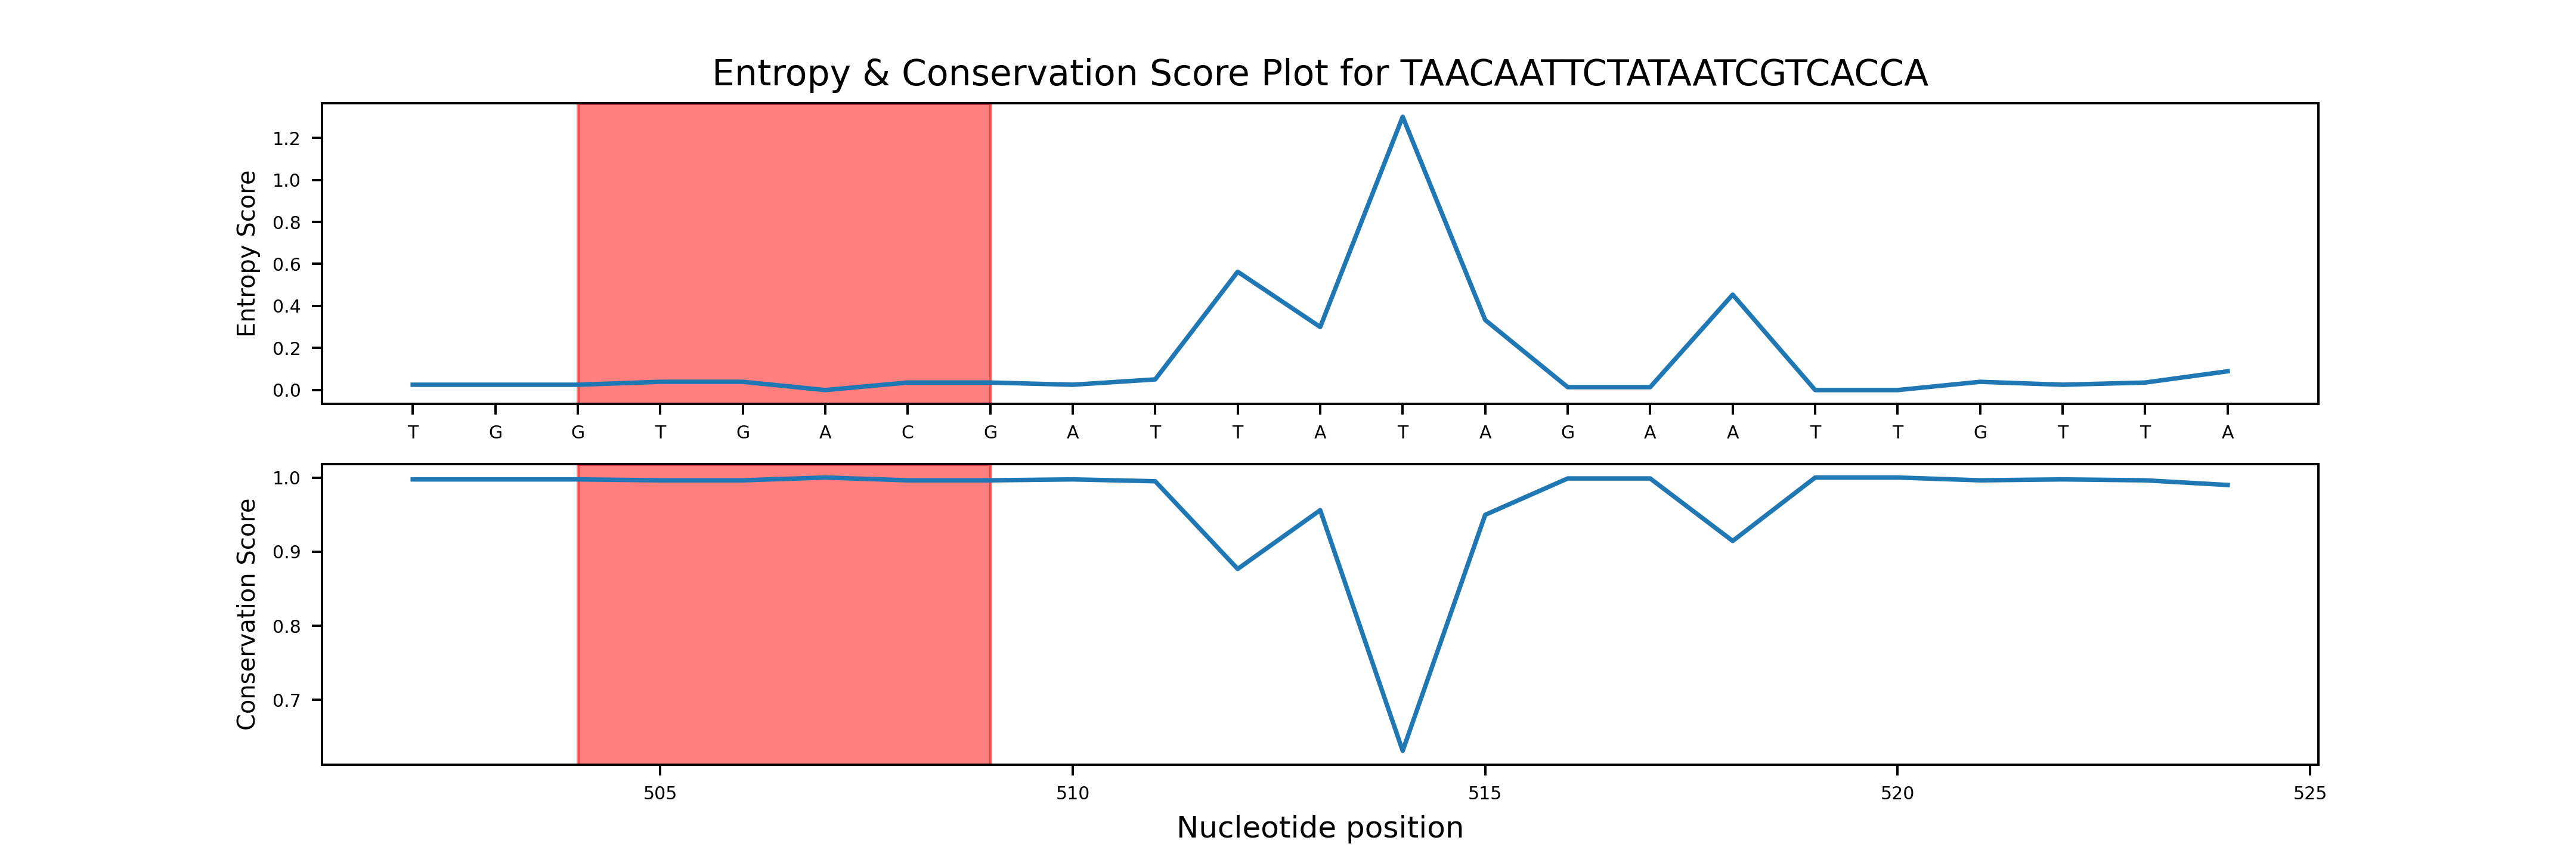 Entropy & Conservation Score Plot for TAACAATTCTATAATCGTCACCA
Entropy Score
1.2
1.0
0.8
0.6
0.4
0.2
0.0
T G G T G A C G A T T A T A G A A T T G T T A
Conservation Score
1.0
0.9
0.8
0.7
505 510 515 520 525
Nucleotide position